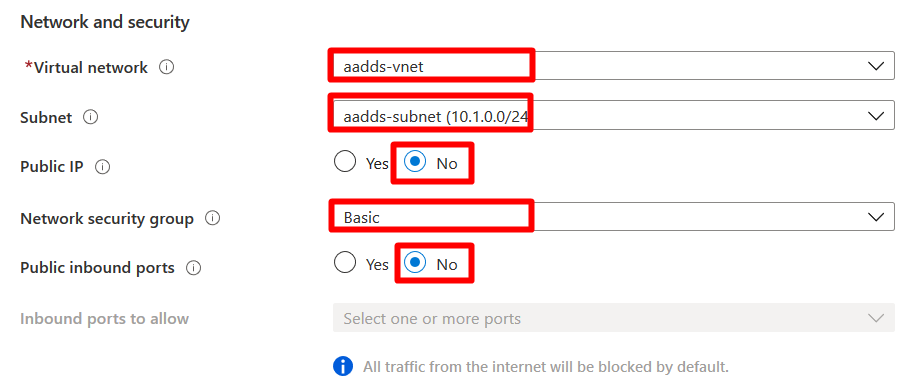 Network and security
*Virtual network
aadds-vnet
Subnet
aadds-subnet (10.1.0.0/24
Public IP
Yes No
Network security group
Basic
Public inbound ports
Yes No
Inbound ports to allow
Select one or more ports
All traffic from the internet will be blocked by default.